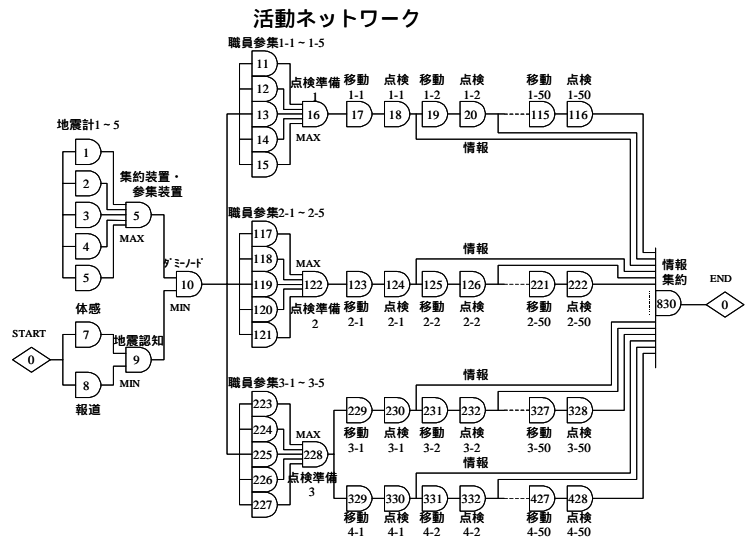 活動ネットワーク
職員参集1-1～1-5
11
12
13
14
15
点検準備
1
16
MAX
移動
1-1
17
点検
1-1
18
移動
1-2
19
点検
1-2
20
移動
1-50
115
点検
1-50
116
情報
地震計1～5
1
2
3
4
5
集約装置・
参集装置
5
MAX
ダミーノード
10
MIN
体感
START
0
7
8
報道
地震認知
9
MIN
職員参集2-1～2-5
117
118
119
120
121
MAX
122
点検準備
2
123
移動
2-1
124
点検
2-1
125
移動
2-2
126
点検
2-2
情報
221
移動
2-50
222
点検
2-50
情報
集約
830
END
0
職員参集3-1～3-5
223
224
225
226
227
MAX
228
点検準備
3
229
移動
3-1
230
点検
3-1
231
移動
3-2
232
点検
3-2
情報
327
移動
3-50
328
点検
3-50
329
移動
4-1
330
点検
4-1
331
移動
4-2
332
点検
4-2
情報
427
移動
4-50
428
点検
4-50